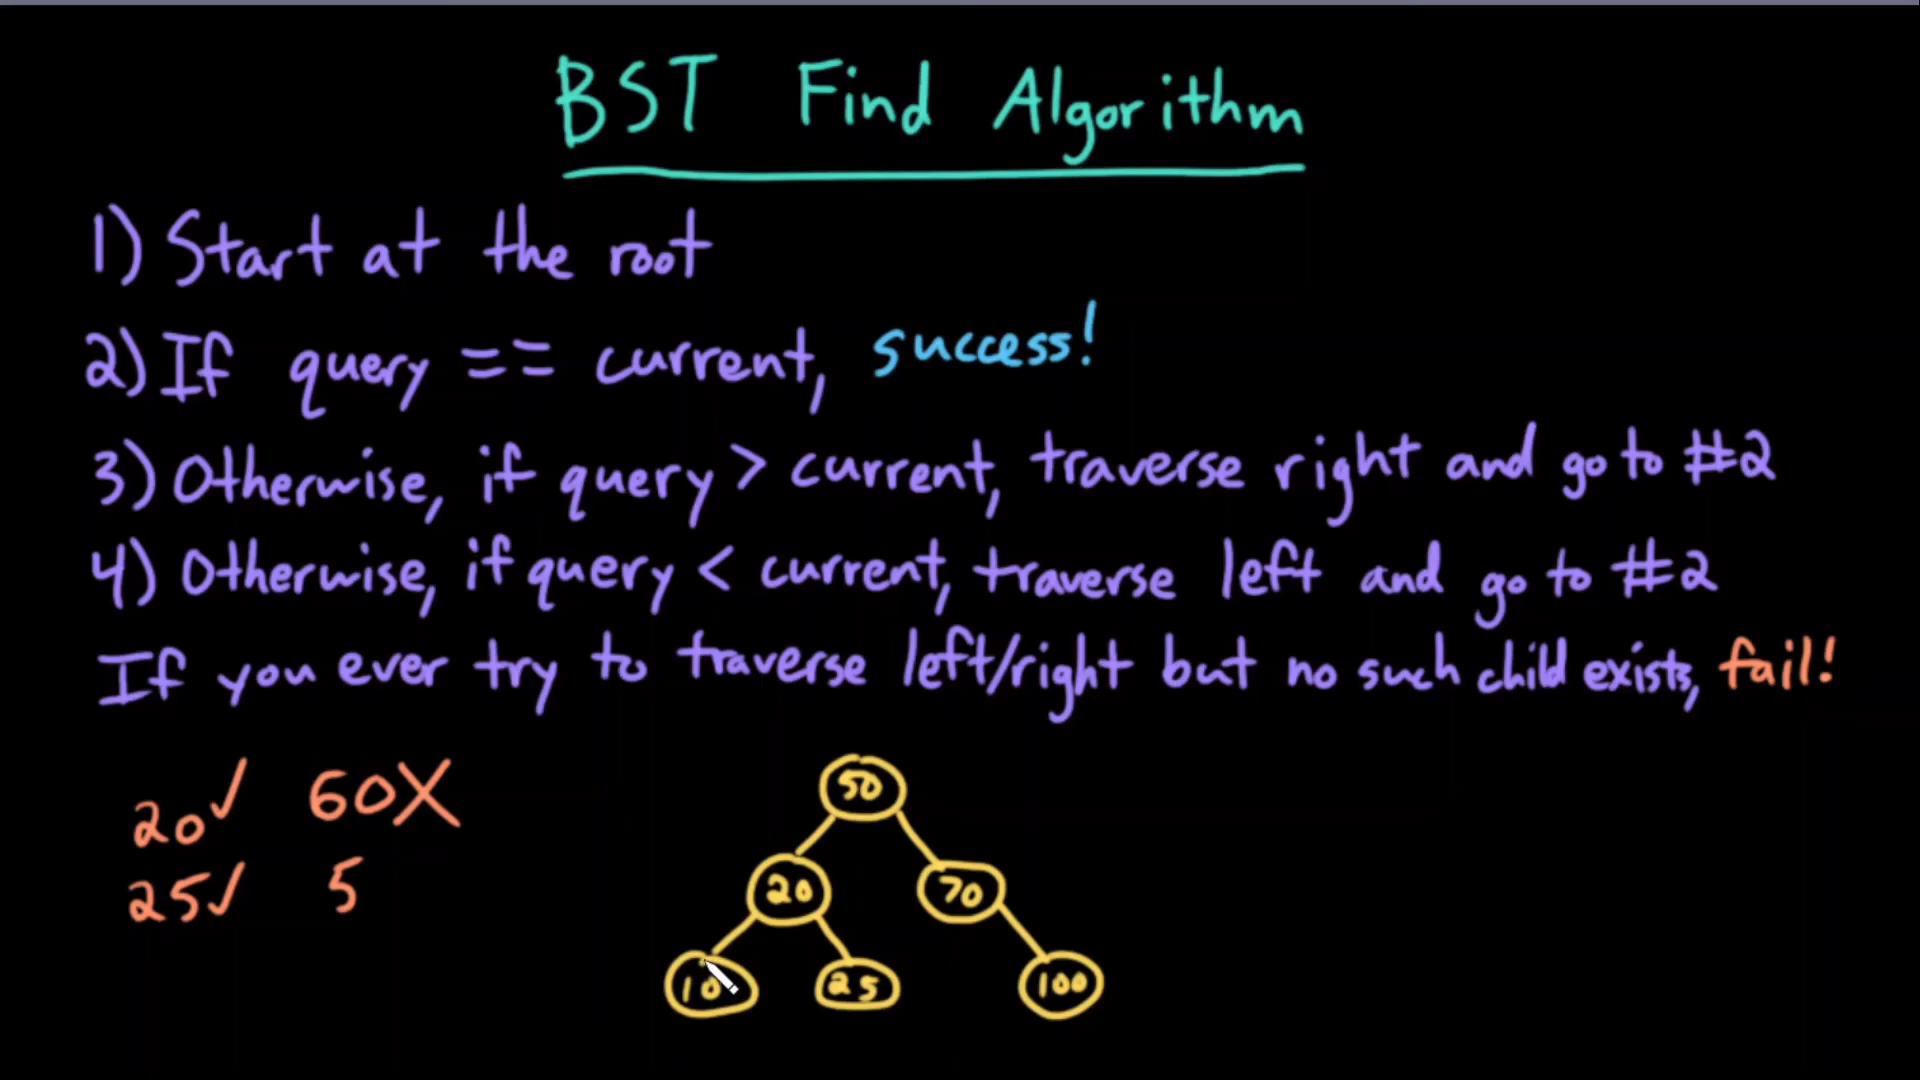 BST Find Algorithm
1) Start at the root
2) If query == current, success!
3) Otherwise, if query > current, traverse right and go to #2
4) Otherwise, if query < current, traverse left and go to #2
If you ever try to traverse left/right but no such child exists, fail!
20 ✓ 60 X
25 ✓ 5
50
20 70
10 25 100